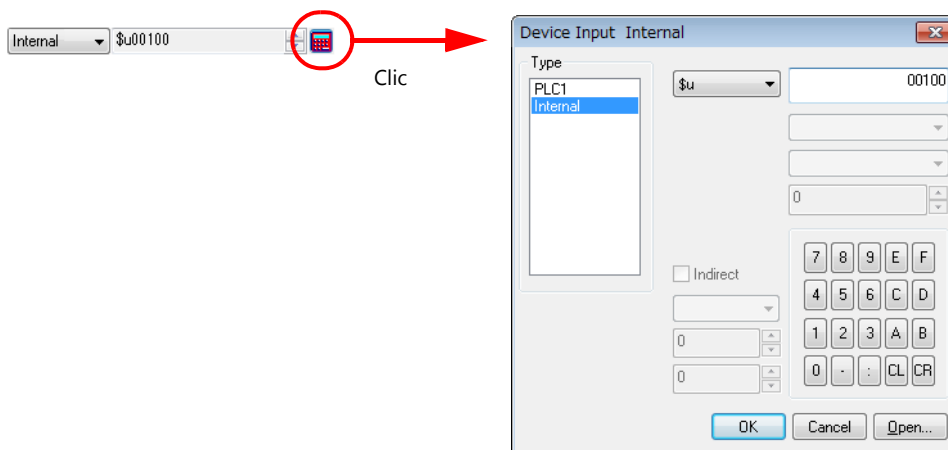 Internal $u00100
Clic
Device Input Internal
Type
PLC1
Internal
$u 00100
0
Indirect
0
0
7 8 9 E F
4 5 6 C D
1 2 3 A B
0 - : CL CR
OK Cancel Open...